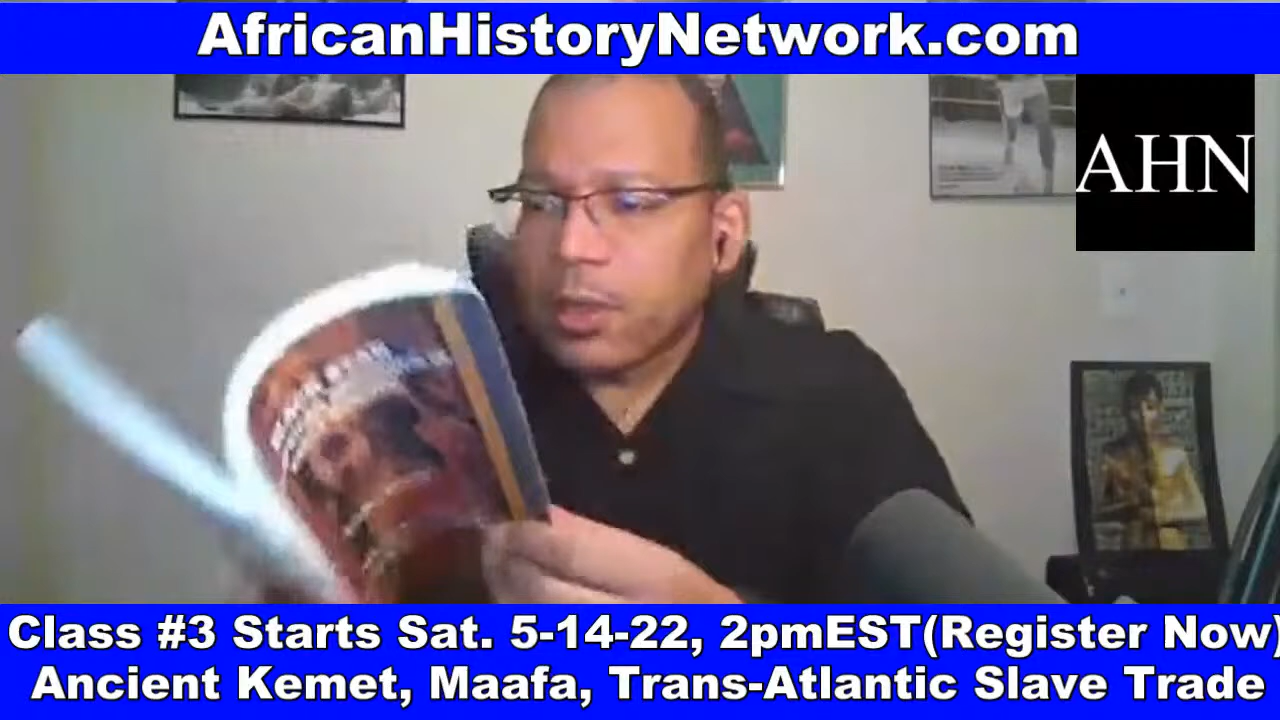 AfricanHistoryNetwork.com
AHN
Class #3 Starts Sat. 5-14-22, 2pmEST(Register Now)
Ancient Kemet, Maafa, Trans-Atlantic Slave Trade